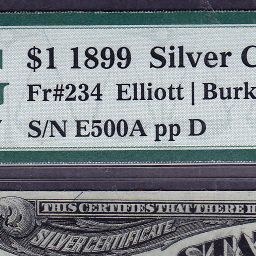 $1 1899 Silver C
Fr#234 Elliott | Burk
S/N E500A pp D
THIS CERTIFIES THAT THERE H
SILVER CERTIFICATE